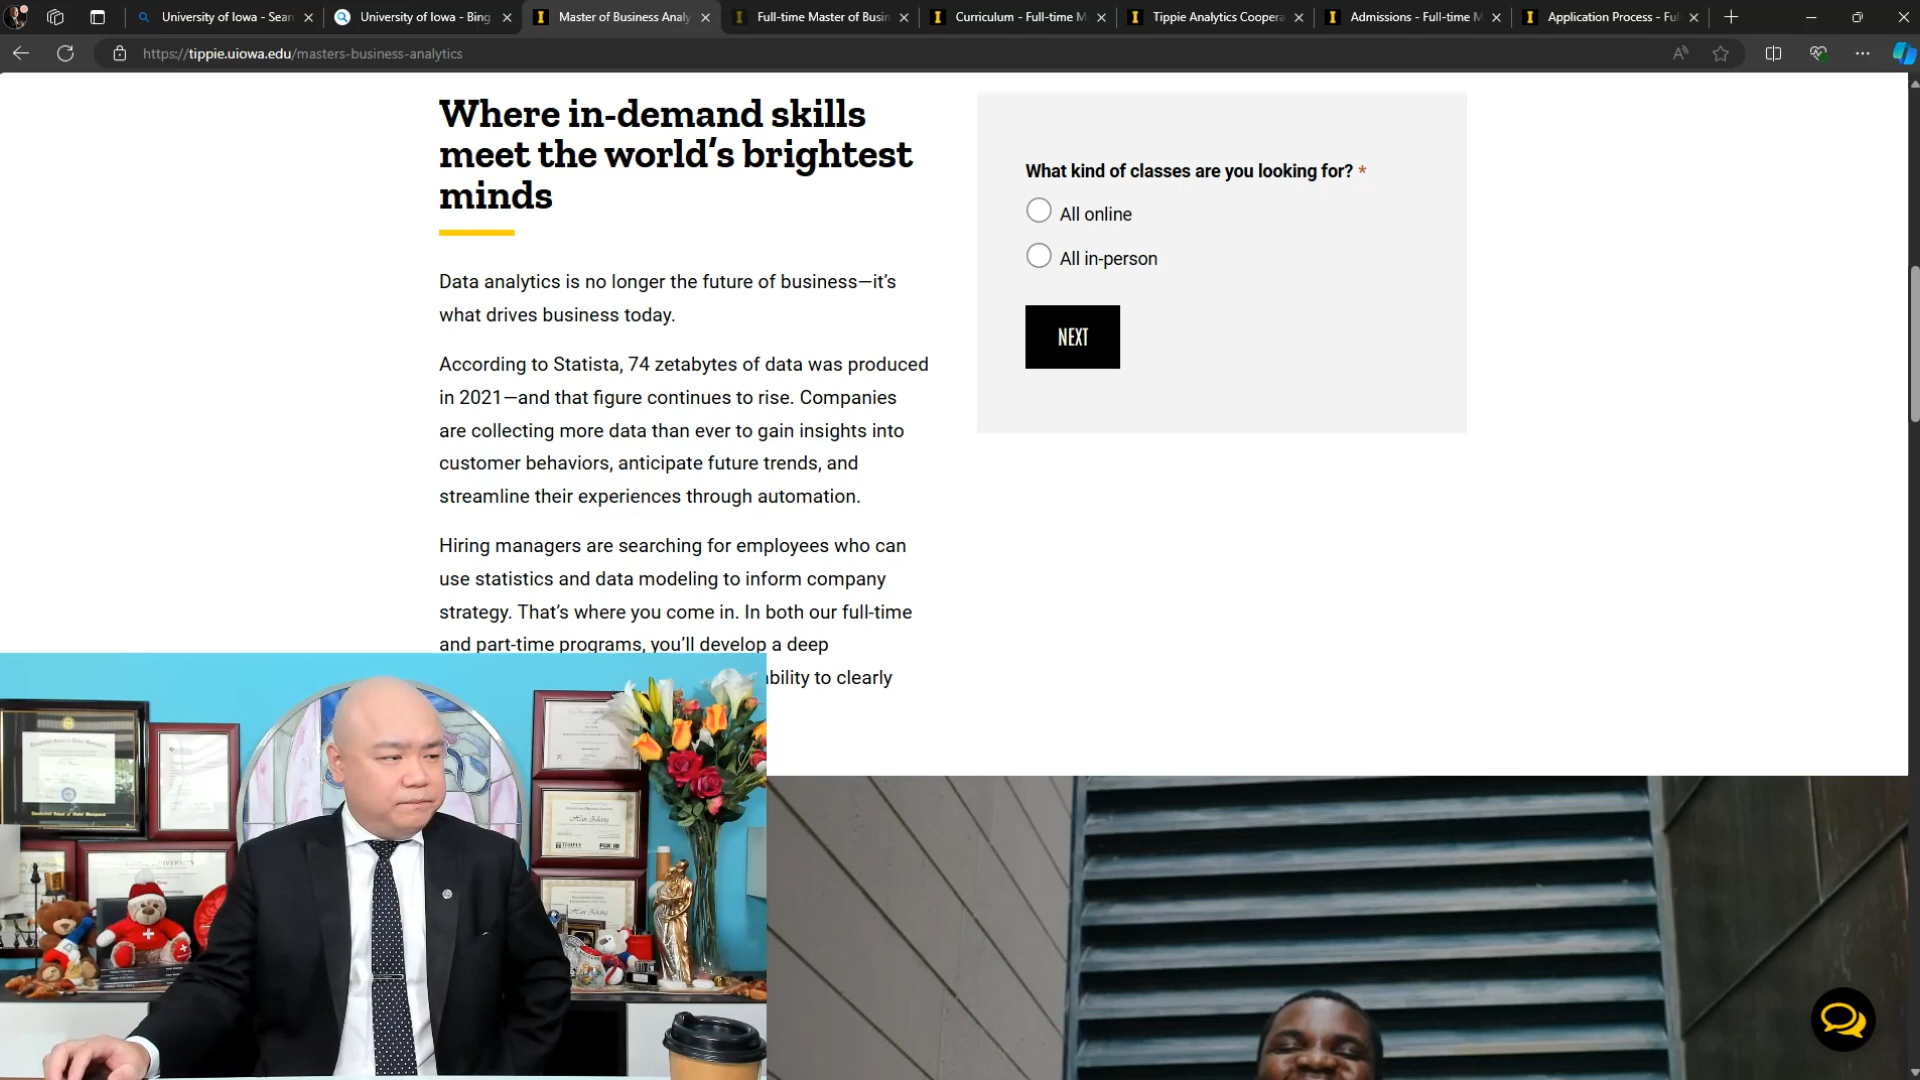 University of Iowa - Sear
University of Iowa - Bing
Master of Business Analy
Full-time Master of Busin
Curriculum - Full-time M
Tippie Analytics Coopera
Admissions - Full-time M
Application Process - Ful
https://tippie.uiowa.edu/masters-business-analytics
Where in-demand skills
meet the world’s brightest
minds
Data analytics is no longer the future of business—it’s
what drives business today.
According to Statista, 74 zetabytes of data was produced
in 2021—and that figure continues to rise. Companies
are collecting more data than ever to gain insights into
customer behaviors, anticipate future trends, and
streamline their experiences through automation.
Hiring managers are searching for employees who can
use statistics and data modeling to inform company
strategy. That’s where you come in. In both our full-time
and part-time programs, you’ll develop a deep
ability to clearly
What kind of classes are you looking for? *
All online
All in-person
NEXT